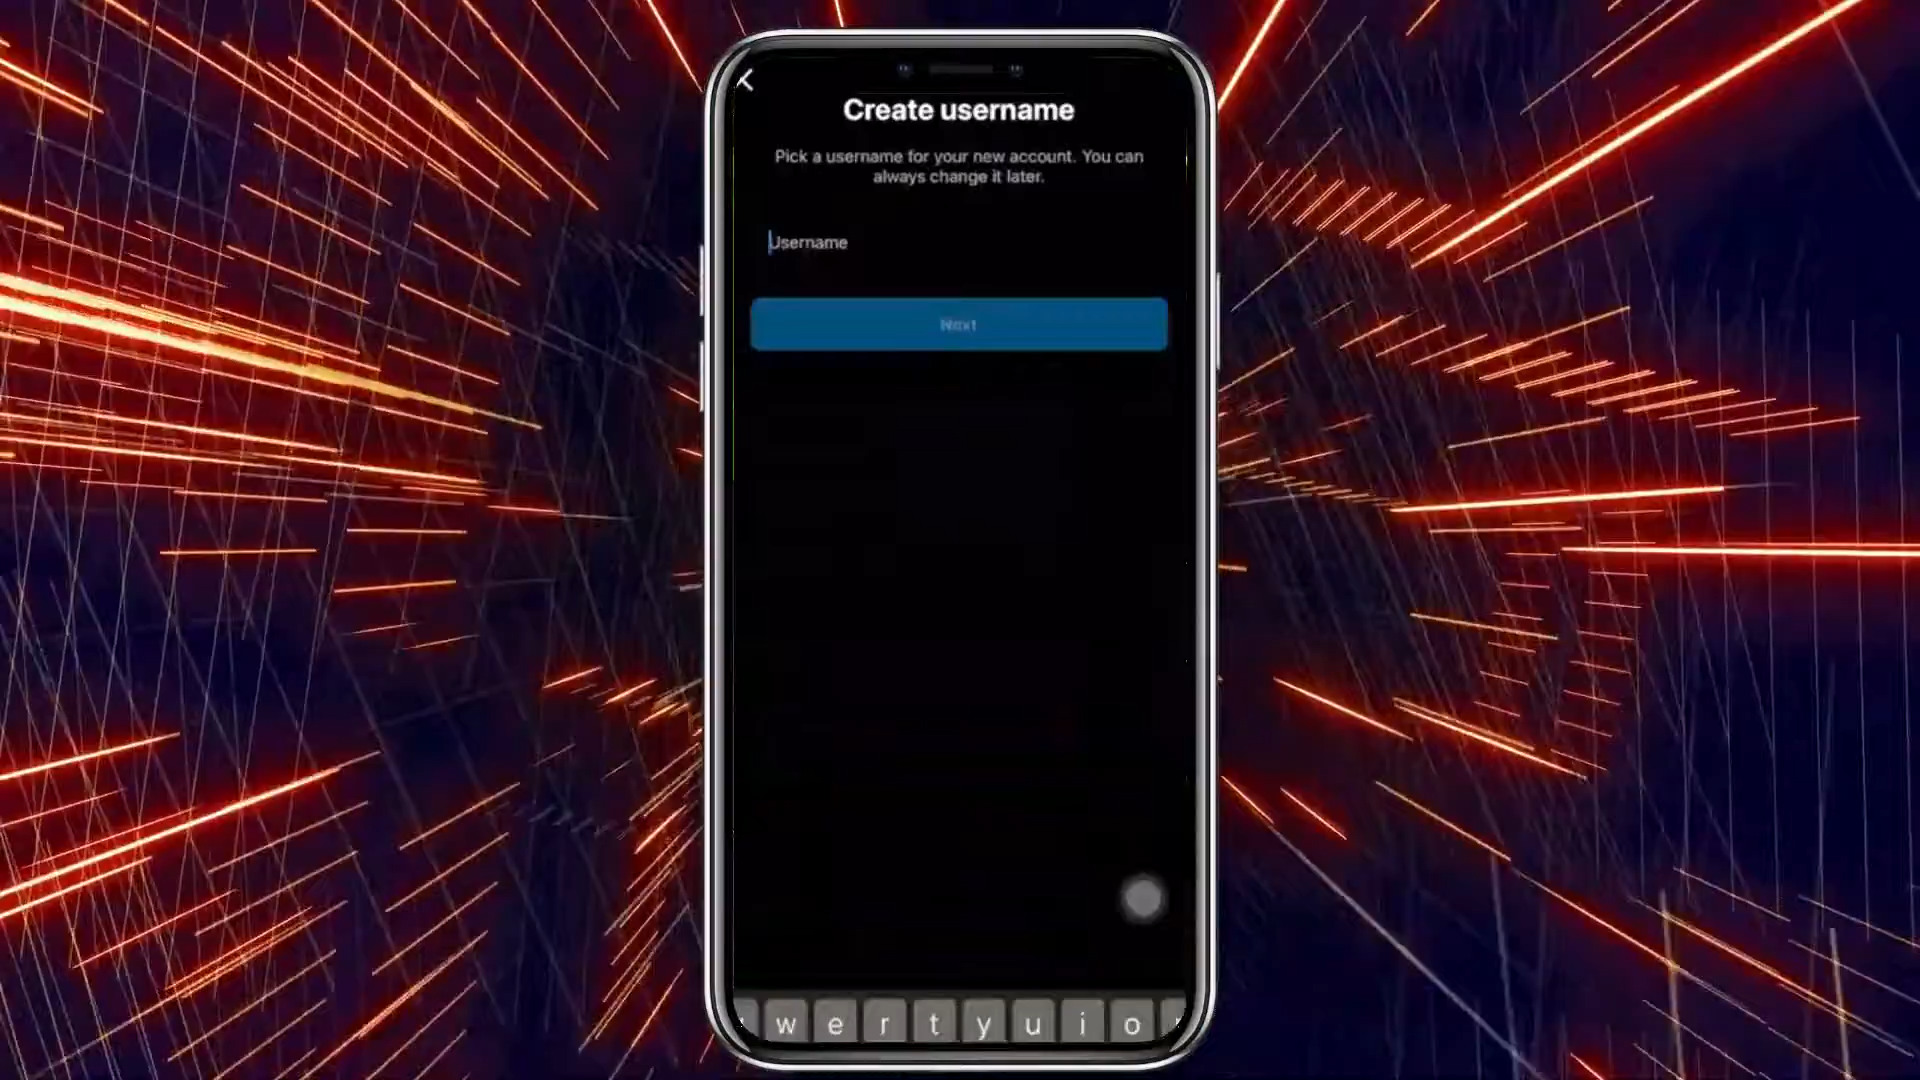 Create username
Pick a username for your new account. You can
always change it later.
Username
Next
w e r t y u i o